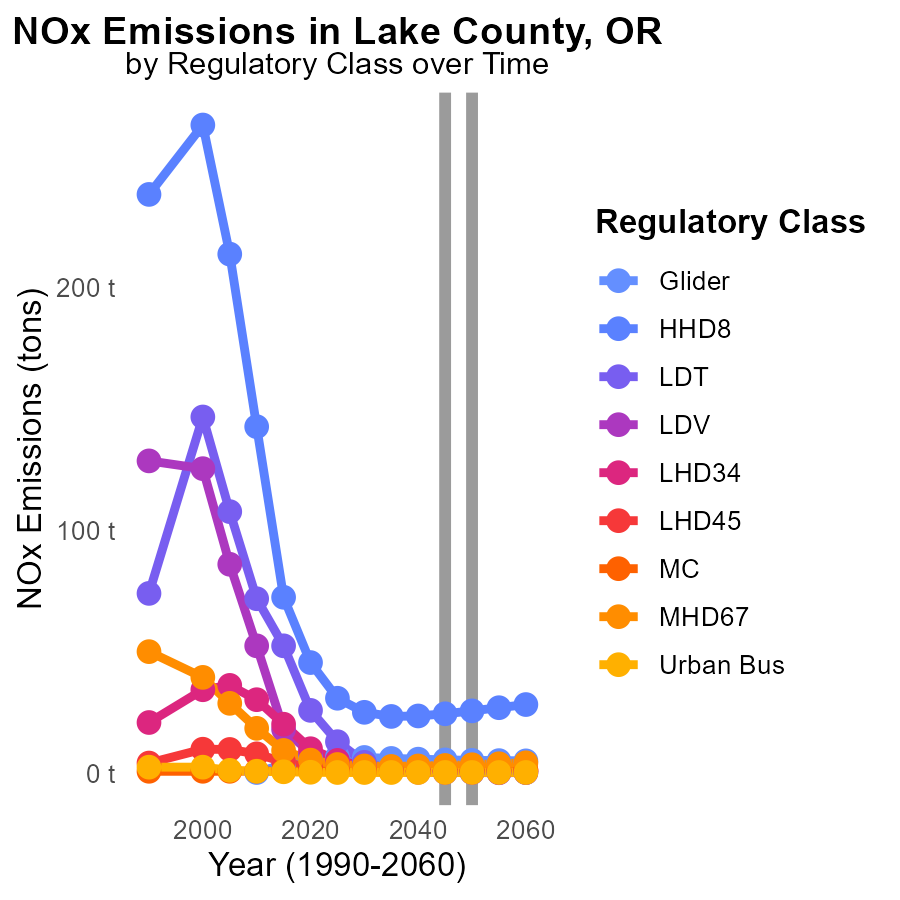 NOx Emissions in Lake County, OR
by Regulatory Class over Time
NOx Emissions (tons)
200 t
100 t
0 t
2000 2020 2040 2060
Year (1990-2060)
Regulatory Class
Glider
HHD8
LDT
LDV
LHD34
LHD45
MC
MHD67
Urban Bus